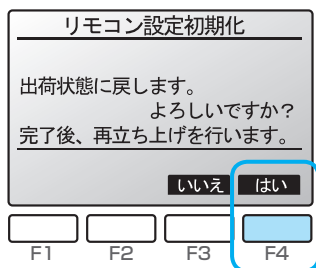 リモコン設定初期化
出荷状態に戻します。
よろしいですか？
完了後、再立ち上げを行います。
いいえ はい
F1 F2 F3 F4